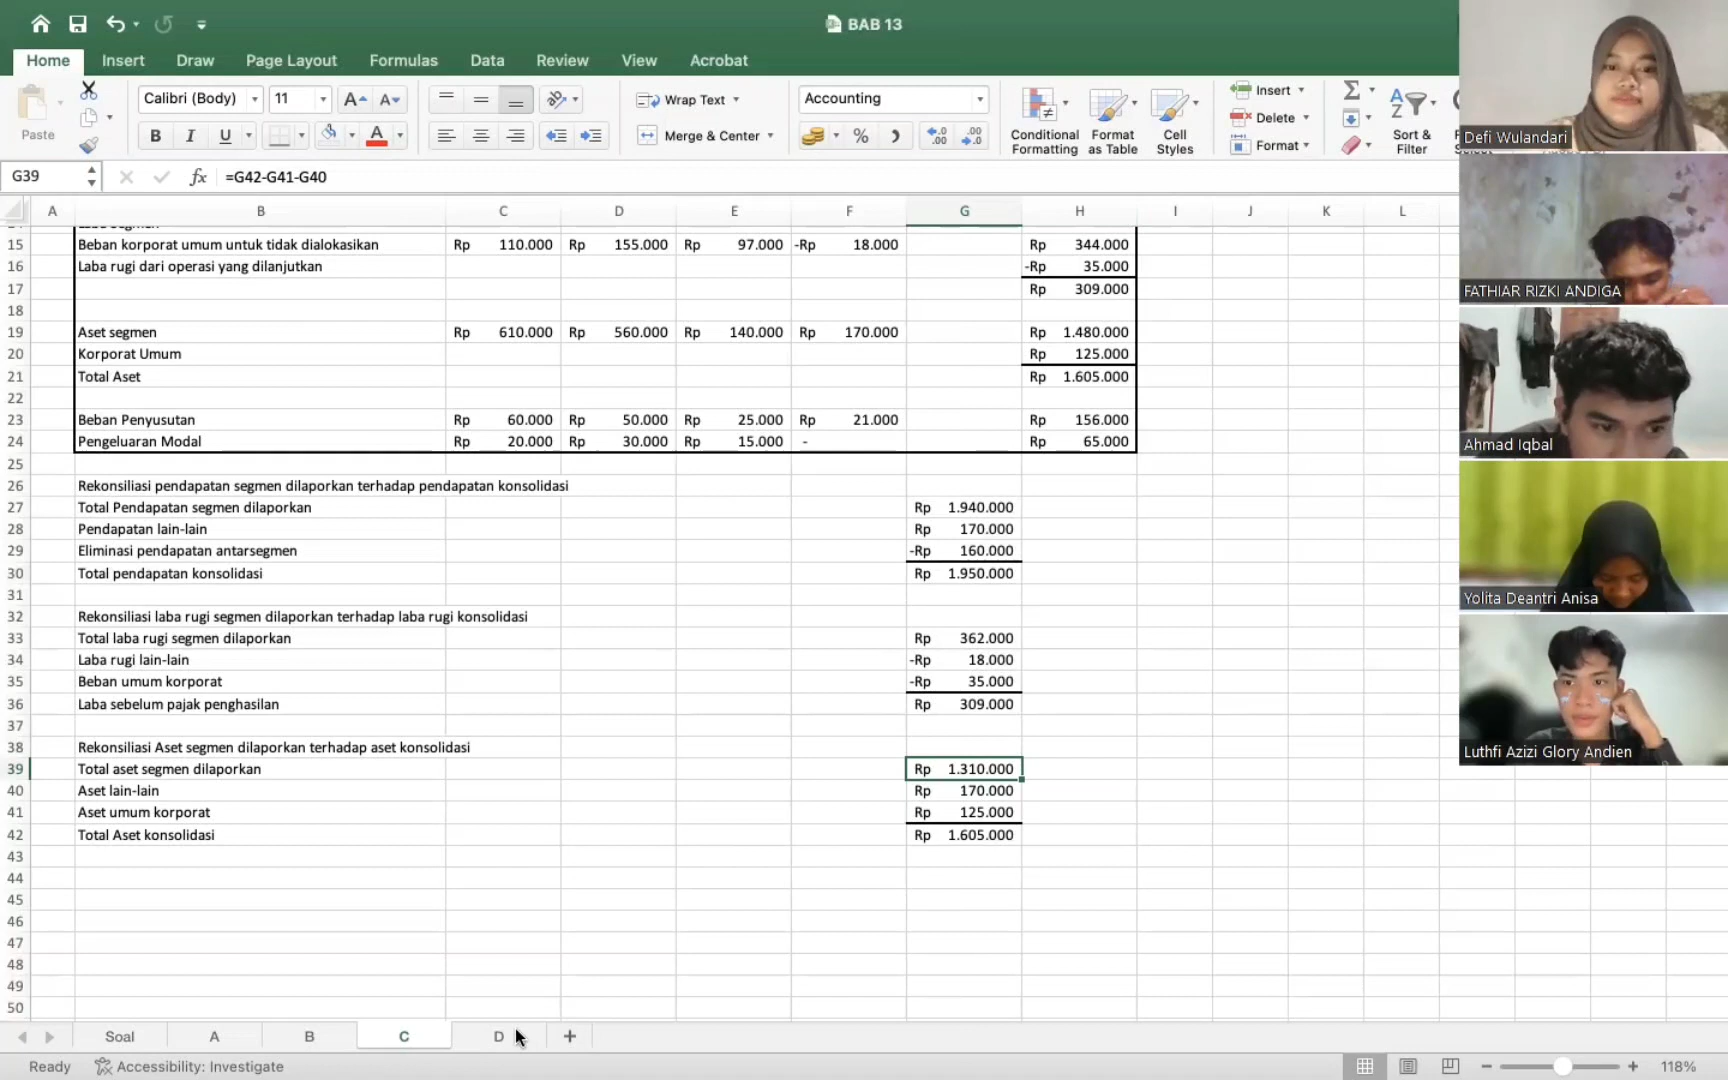 BAB 13
Home Insert Draw Page Layout Formulas Data Review View Acrobat
Paste
Calibri (Body) 11
Wrap Text
Merge & Center
Accounting
Conditional Formatting
Format as Table
Cell Styles
Insert
Delete
Format
Sort & Filter
G39 fx =G42-G41-G40
A B C D E F G H I J K L
15 Beban korporat umum untuk tidak dialokasikan Rp 110.000 Rp 155.000 Rp 97.000 -Rp 18.000 Rp 344.000
16 Laba rugi dari operasi yang dilanjutkan -Rp 35.000
17 Rp 309.000
18
19 Aset segmen Rp 610.000 Rp 560.000 Rp 140.000 Rp 170.000 Rp 1.480.000
20 Korporat Umum Rp 125.000
21 Total Aset Rp 1.605.000
22
23 Beban Penyusutan Rp 60.000 Rp 50.000 Rp 25.000 Rp 21.000 Rp 156.000
24 Pengeluaran Modal Rp 20.000 Rp 30.000 Rp 15.000 - Rp 65.000
25
26 Rekonsiliasi pendapatan segmen dilaporkan terhadap pendapatan konsolidasi
27 Total Pendapatan segmen dilaporkan Rp 1.940.000
28 Pendapatan lain-lain Rp 170.000
29 Eliminasi pendapatan antarsegmen -Rp 160.000
30 Total pendapatan konsolidasi Rp 1.950.000
31
32 Rekonsiliasi laba rugi segmen dilaporkan terhadap laba rugi konsolidasi
33 Total laba rugi segmen dilaporkan Rp 362.000
34 Laba rugi lain-lain -Rp 18.000
35 Beban umum korporat -Rp 35.000
36 Laba sebelum pajak penghasilan Rp 309.000
37
38 Rekonsiliasi Aset segmen dilaporkan terhadap aset konsolidasi
39 Total aset segmen dilaporkan Rp 1.310.000
40 Aset lain-lain Rp 170.000
41 Aset umum korporat Rp 125.000
42 Total Aset konsolidasi Rp 1.605.000
43
44
45
46
47
48
49
50
Soal A B C D +
Ready Accessibility: Investigate 118%
Defi Wulandari
FATHIAR RIZKI ANDIGA
Ahmad Iqbal
Yolita Deantri Anisa
Luthfi Azizi Glory Andien